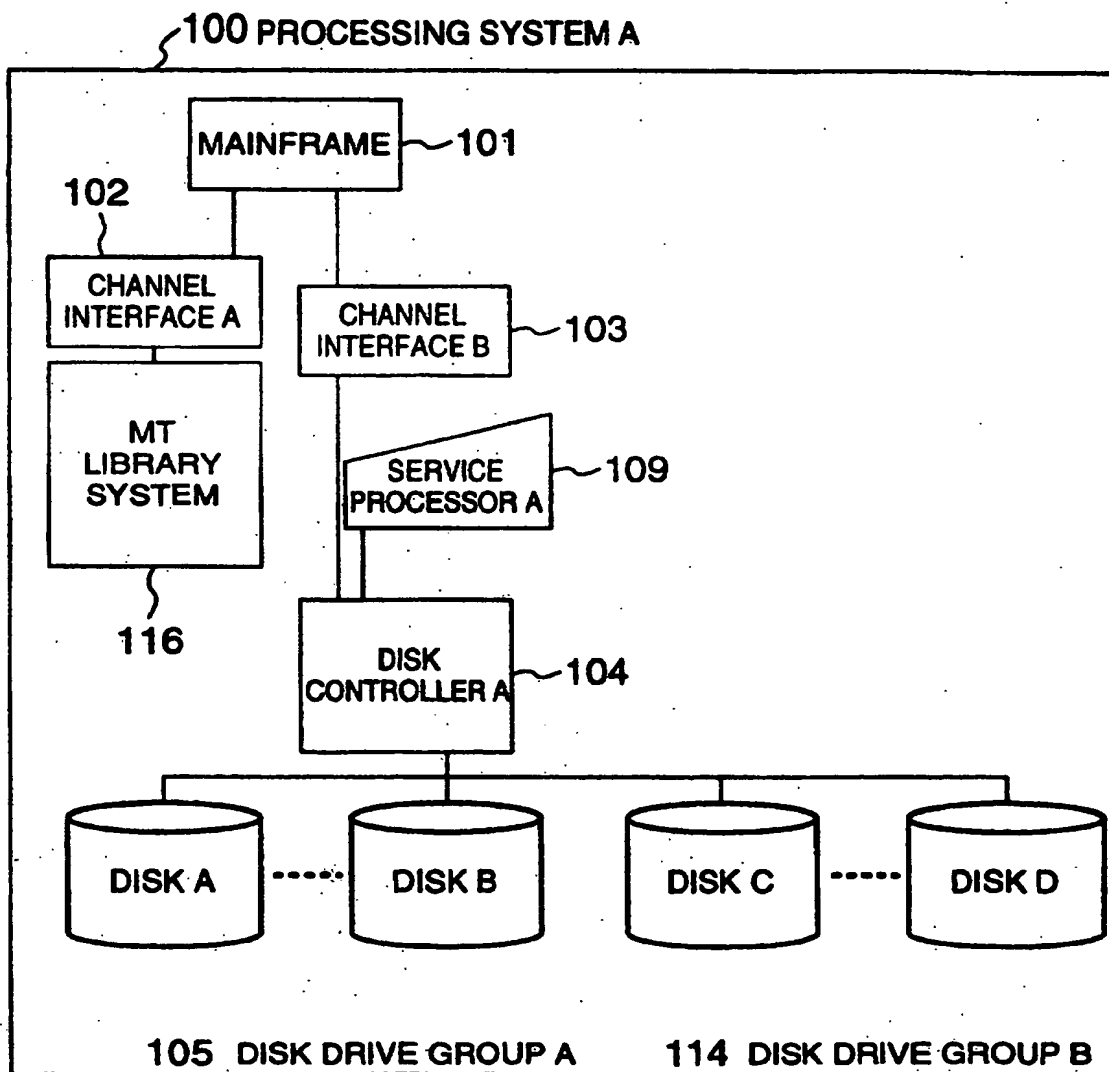 100 PROCESSING SYSTEM A
MAINFRAME
101
102
CHANNEL
INTERFACE A
CHANNEL
INTERFACE B
103
MT
LIBRARY
SYSTEM
SERVICE
PROCESSOR A
109
116
DISK
CONTROLLER A
104
DISK A
DISK B
DISK C
DISK D
105 DISK DRIVE GROUP A
114 DISK DRIVE GROUP B